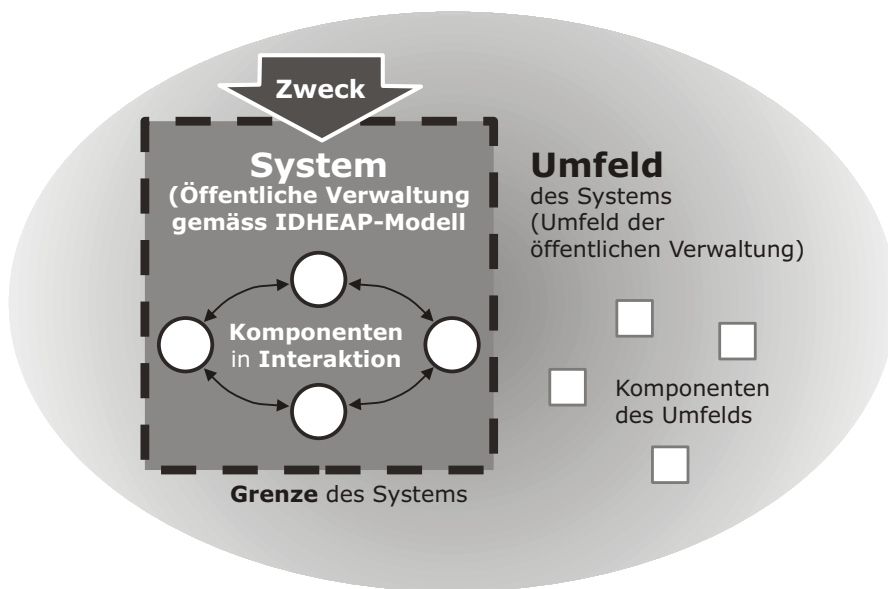 Zweck
System
(Öffentliche Verwaltung
gemäss IDHEAP-Modell
Komponenten
in Interaktion
Grenze des Systems
Umfeld
des Systems
(Umfeld der
öffentlichen Verwaltung)
Komponenten
des Umfelds